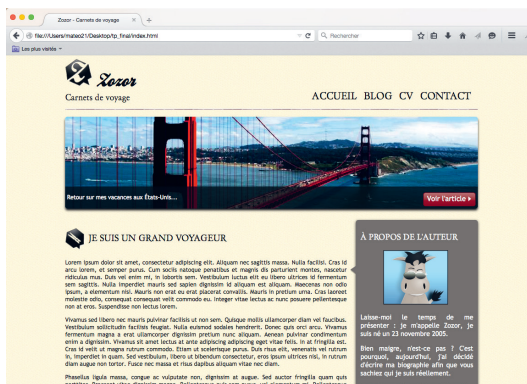 Zozor - Carnets de voyage
file:///Users/mateo21/Desktop/tp_final/index.html
Rechercher
Les plus visités
Zozor
Carnets de voyage
ACCUEIL BLOG CV CONTACT
Retour sur mes vacances aux États-Unis...
Voir l'article
JE SUIS UN GRAND VOYAGEUR
Lorem ipsum dolor sit amet, consectetur adipiscing elit. Aliquam nec sagittis massa. Nulla facilisi. Cras id
arcu lorem, et semper purus. Cum sociis natoque penatibus et magnis dis parturient montes, nascetur
ridiculus mus. Duis vel enim mi, in lobortis sem. Vestibulum luctus elit eu libero ultrices id fermentum
sem sagittis. Nulla imperdiet mauris sed sapien dignissim id aliquam est aliquam. Maecenas non odio
ipsum, a elementum nisi. Mauris non erat eu erat placerat convallis. Mauris in pretium urna. Cras laoreet
molestie odio, consequat consequat velit commodo eu. Integer vitae lectus ac nunc posuere pellentesque
non at eros. Suspendisse non lectus lorem.
Vivamus sed libero nec mauris pulvinar facilisis ut non sem. Quisque mollis ullamcorper diam vel faucibus.
Vestibulum sollicitudin facilisis feugiat. Nulla euismod sodales hendrerit. Donec quis orci arcu. Vivamus
fermentum magna a erat ullamcorper dignissim pretium nunc aliquam. Aenean pulvinar condimentum
enim a dignissim. Vivamus sit amet lectus at ante adipiscing adipiscing eget vitae felis. In at fringilla est.
Cras id velit ut magna rutrum commodo. Etiam ut scelerisque purus. Duis risus elit, venenatis vel rutrum
in, imperdiet in quam. Sed vestibulum, libero ut bibendum consectetur, eros ipsum ultrices nisl, in rutrum
diam augue non tortor. Fusce nec massa et risus dapibus aliquam vitae nec diam.
Phasellus ligula massa, congue ac vulputate non, dignissim at augue. Sed auctor fringilla quam quis
À PROPOS DE L'AUTEUR
Laisse-moi le temps de me
présenter : je m'appelle Zozor, je
suis né un 23 novembre 2005.
Bien maigre, n'est-ce pas ? C'est
pourquoi, aujourd'hui, j'ai décidé
d'écrire ma biographie afin que vous
sachiez qui je suis réellement.